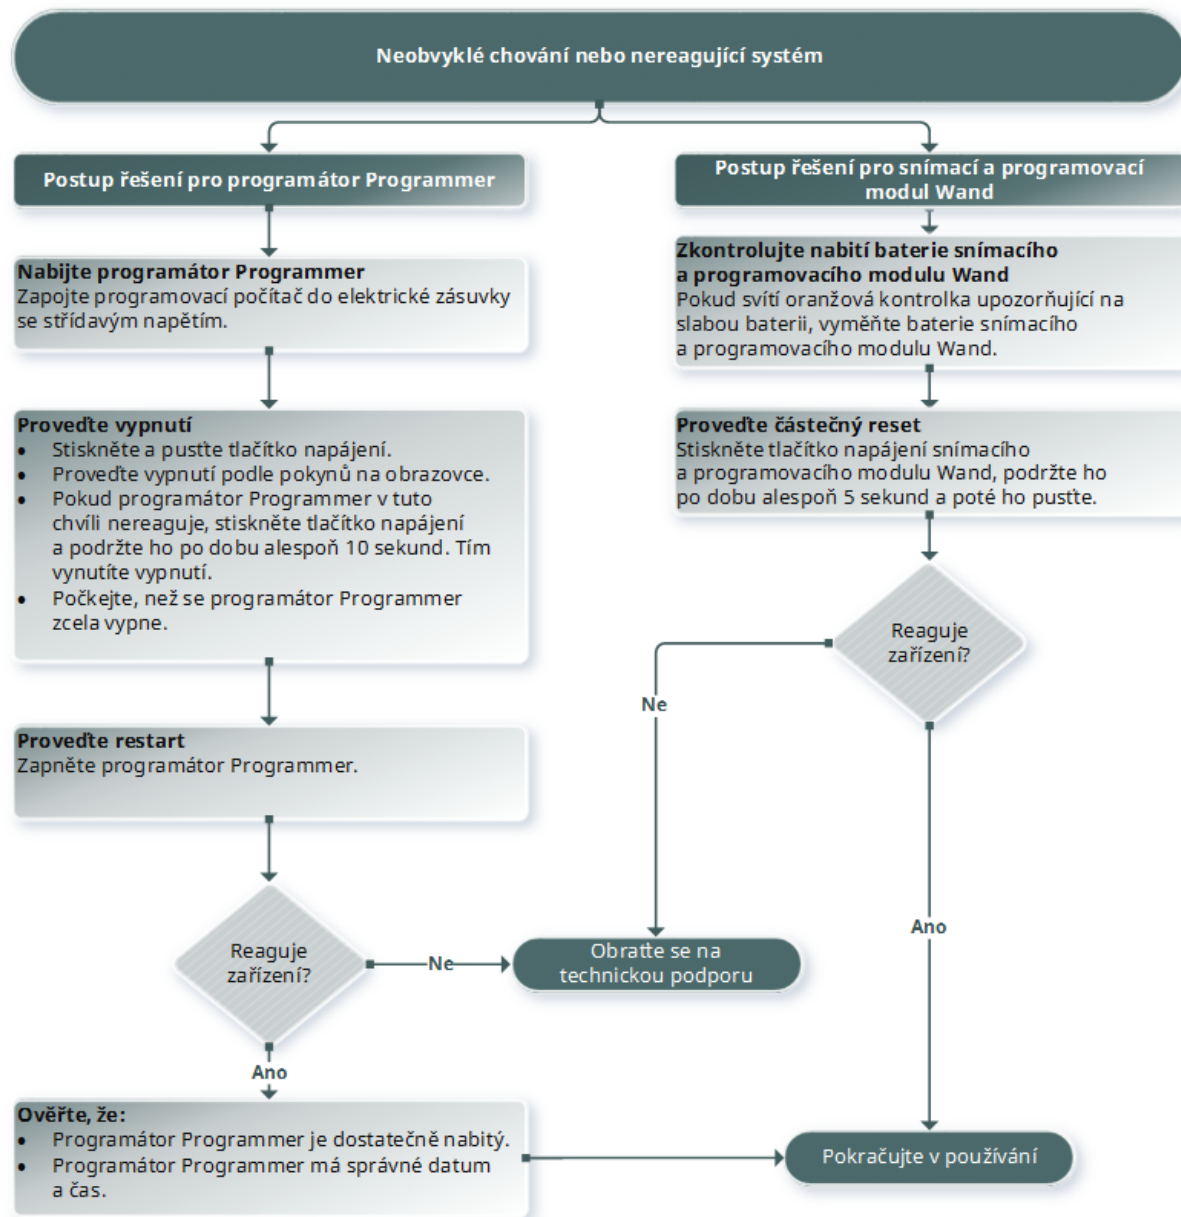 Neobvyklé chování nebo nereagující systém
Postup řešení pro programátor Programmer
Nabijte programátor Programmer
Zapojte programovací počítač do elektrické zásuvky
se střídavým napětím.
Proveďte vypnutí
• Stiskněte a pusťte tlačítko napájení.
• Proveďte vypnutí podle pokynů na obrazovce.
• Pokud programátor Programmer v tuto
chvíli nereaguje, stiskněte tlačítko napájení
a podržte ho po dobu alespoň 10 sekund. Tím
vynutíte vypnutí.
• Počkejte, než se programátor Programmer
zcela vypne.
Proveďte restart
Zapněte programátor Programmer.
Reaguje
zařízení?
Ne
Ano
Ověřte, že:
• Programátor Programmer je dostatečně nabitý.
• Programátor Programmer má správné datum
a čas.
Postup řešení pro snímací a programovací
modul Wand
Zkontrolujte nabití baterie snímacího
a programovacího modulu Wand
Pokud svítí oranžová kontrolka upozorňující na
slabou baterii, vyměňte baterie snímacího
a programovacího modulu Wand.
Proveďte částečný reset
Stiskněte tlačítko napájení snímacího
a programovacího modulu Wand, podržte ho
po dobu alespoň 5 sekund a poté ho pusťte.
Reaguje
zařízení?
Ne
Ano
Obraťte se na
technickou podporu
Pokračujte v používání